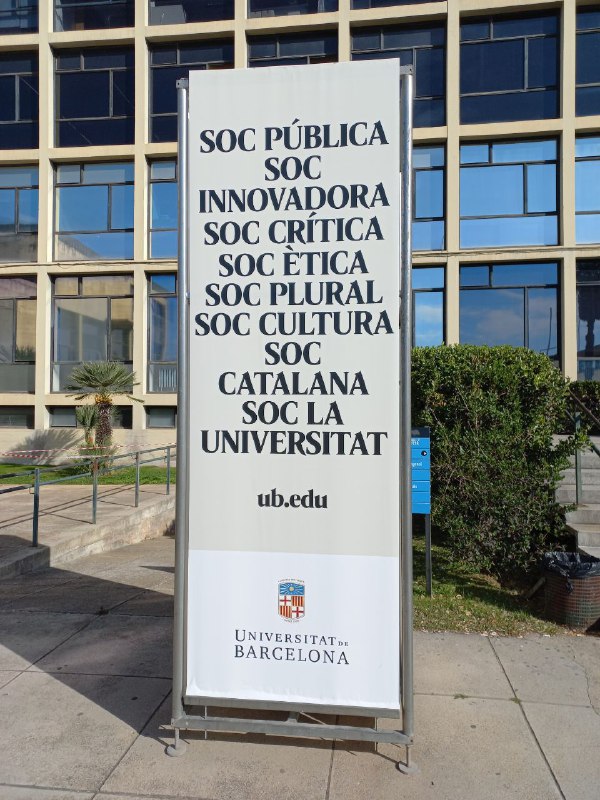 SOC PÚBLICA
SOC
INNOVADORA
SOC CRÍTICA
SOC ÈTICA
SOC PLURAL
SOC CULTURA
SOC
CATALANA
SOC LA
UNIVERSITAT
ub.edu
UNIVERSITAT DE
BARCELONA